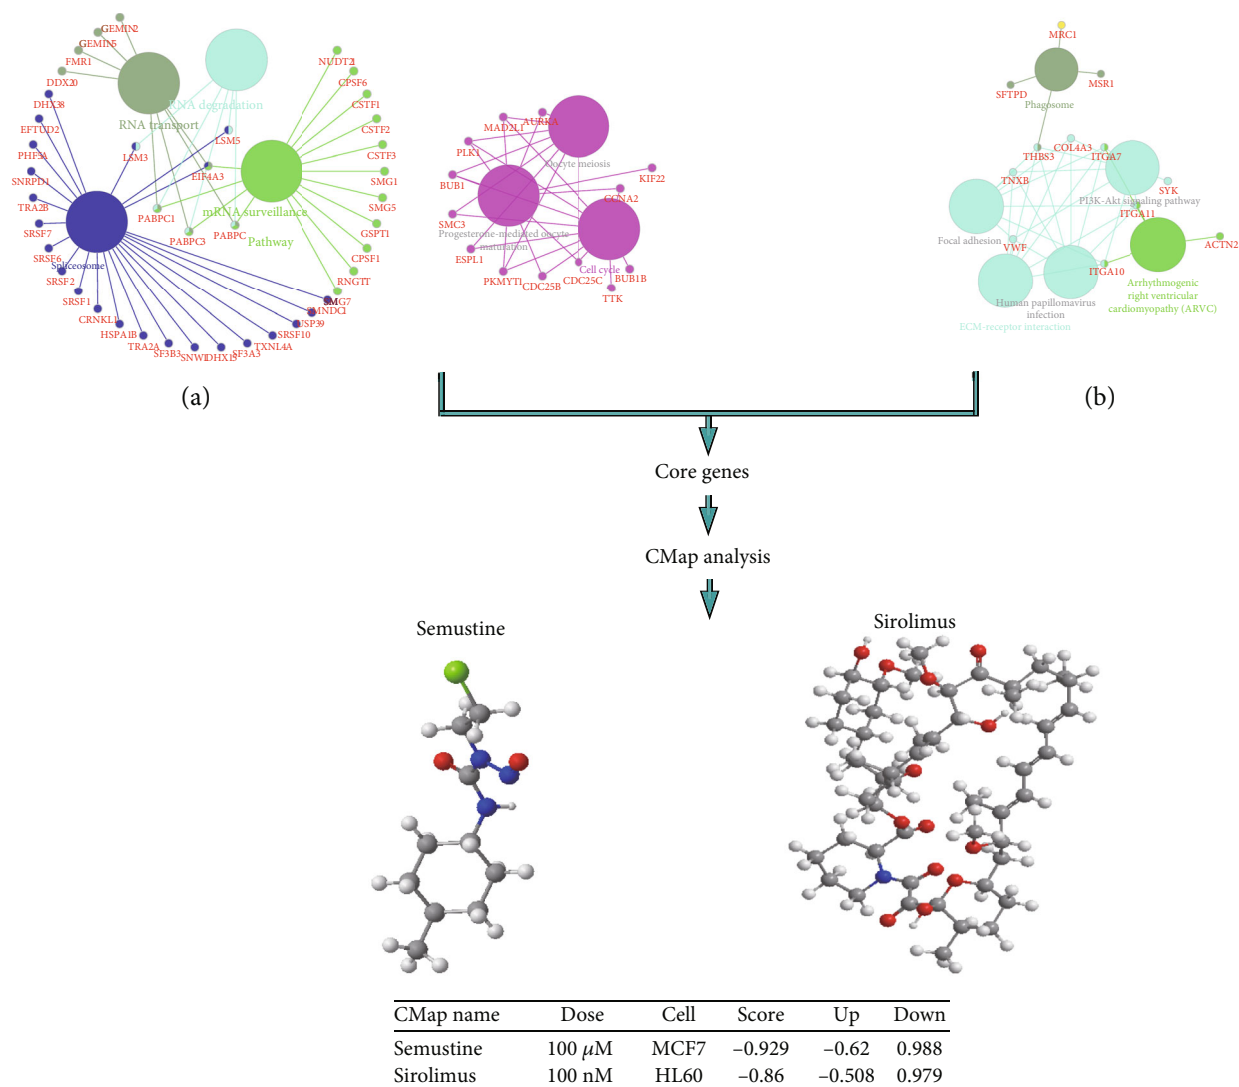 GEMIN2
GEMIN5
FMR1
DDX20
DHX38
EFTUD2
PHF5A
SNRPD1
TRA2B
SRSF7
SRSF6
SRSF2
SRSF1
CRNKL1
HSPA1B
TRA2A
SF3B3
SNW1
DHX15
SF3A3
TXNL4A
SRSF10
USP39
SMNDC1
SMG7
RNGTT
CPSF1
GSPT1
SMG5
SMG1
CSTF3
CSTF2
CSTF1
CPSF6
NUDT21
RNA degradation
RNA transport
LSM5
LSM3
EIF4A3
PABPC1
PABPC3
PABPC
mRNA surveillance
Pathway
Spliceosome
(a)
MAD2L1
AURKA
PLK1
BUB1
SMC3
ESPL1
PKMYT1
CDC25B
CDC25C
TTK
BUB1B
CCNA2
KIF22
Oocyte meiosis
Progesterone-mediated oocyte
maturation
Cell cycle
MRC1
SFTPD
MSR1
Phagosome
THBS3
COL4A3
ITGA7
TNXB
SYK
PI3K-Akt signaling pathway
ITGA11
Focal adhesion
VWF
ACTN2
ITGA10
Arrhythmogenic
right ventricular
cardiomyopathy (ARVC)
Human papillomavirus
infection
ECM-receptor interaction
(b)
Core genes
CMap analysis
Semustine
Sirolimus
CMap name Dose Cell Score Up Down
Semustine 100 μM MCF7 –0.929 –0.62 0.988
Sirolimus 100 nM HL60 –0.86 –0.508 0.979